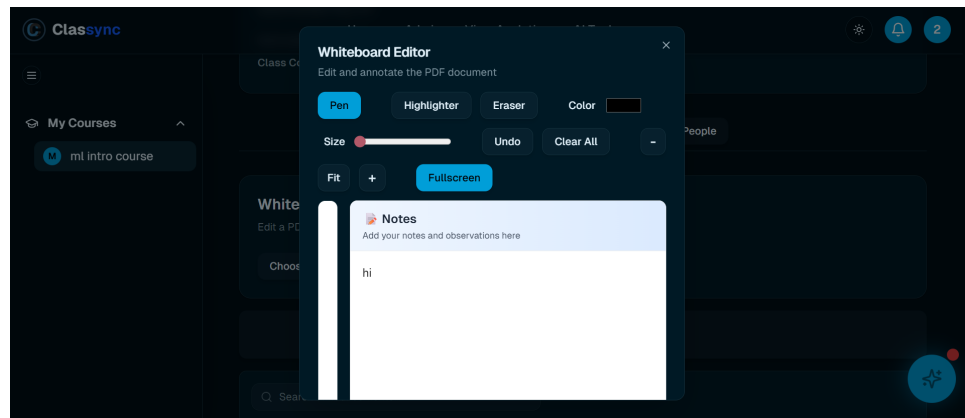 Classync
2
Whiteboard Editor
Edit and annotate the PDF document
Class Co
Pen
Highlighter
Eraser
Color
My Courses
Size
Undo
Clear All
-
People
M
ml intro course
Fit
+
Fullscreen
White
Edit a PD
Choos
Notes
Add your notes and observations here
hi
Sear